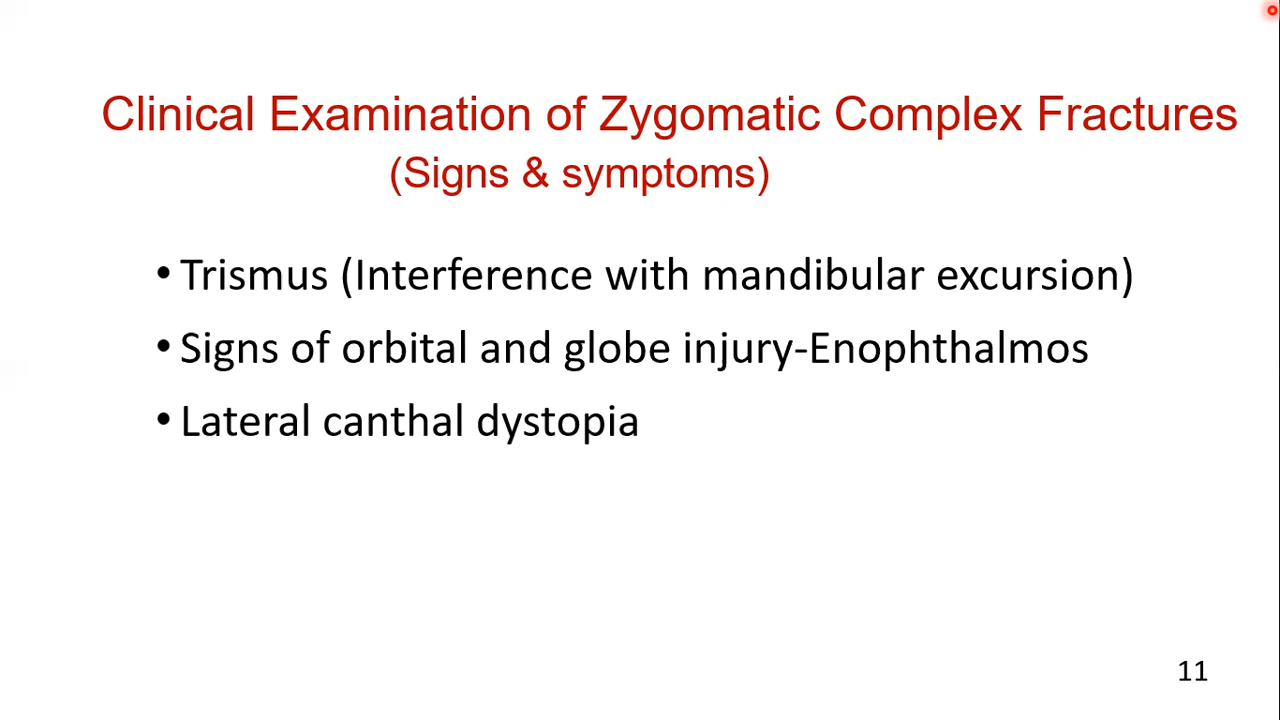 Clinical Examination of Zygomatic Complex Fractures
(Signs & symptoms)
• Trismus (Interference with mandibular excursion)
• Signs of orbital and globe injury-Enophthalmos
• Lateral canthal dystopia
11